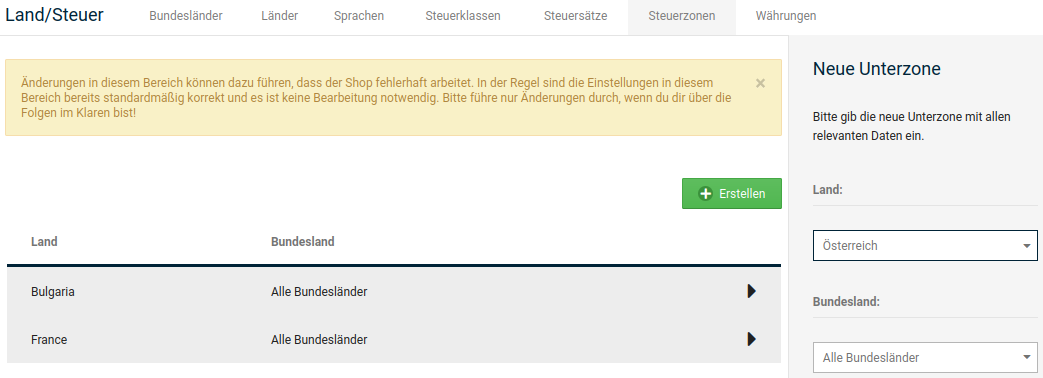 Land/Steuer
Bundesländer
Länder
Sprachen
Steuerklassen
Steuersätze
Steuerzonen
Währungen
Änderungen in diesem Bereich können dazu führen, dass der Shop fehlerhaft arbeitet. In der Regel sind die Einstellungen in diesem
Bereich bereits standardmäßig korrekt und es ist keine Bearbeitung notwendig. Bitte führe nur Änderungen durch, wenn du dir über die
Folgen im Klaren bist!
×
Erstellen
Land
Bundesland
Bulgaria
Alle Bundesländer
France
Alle Bundesländer
Neue Unterzone
Bitte gib die neue Unterzone mit allen
relevanten Daten ein.
Land:
Österreich
Bundesland:
Alle Bundesländer